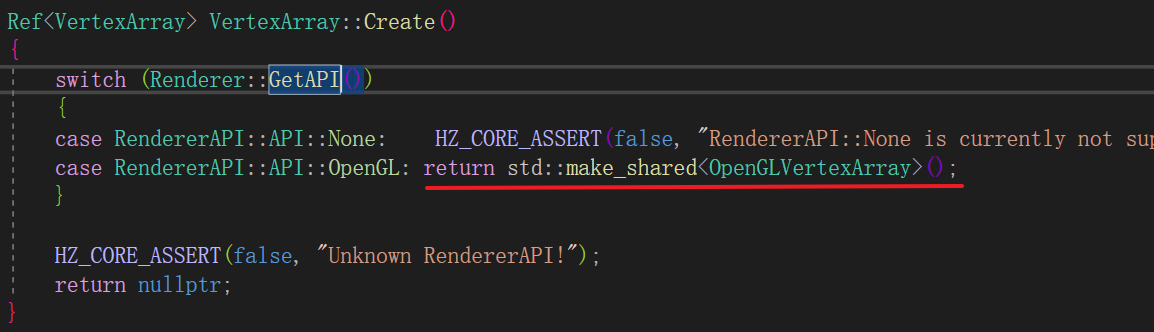 Ref<VertexArray> VertexArray::Create()
{
switch (Renderer::GetAPI())
{
case RendererAPI::API::None: HZ_CORE_ASSERT(false, "RendererAPI::None is currently not sup
case RendererAPI::API::OpenGL: return std::make_shared<OpenGLVertexArray>();
}
HZ_CORE_ASSERT(false, "Unknown RendererAPI!");
return nullptr;
}